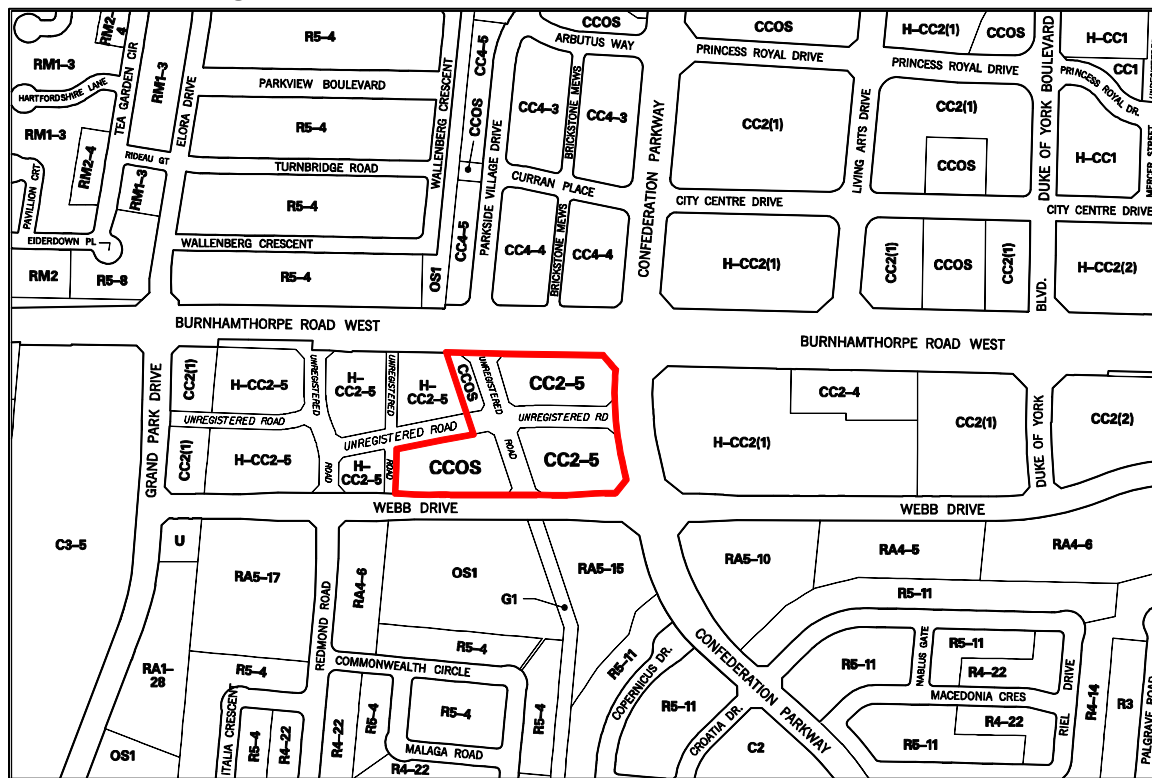 RM2-4
R5-4
CC4-5
ARBUTUS WAY
CCOS
PRINCESS ROYAL DRIVE
H-CC2(1)
CCOS
PRINCESS ROYAL DRIVE
DUKE OF YORK BOULEVARD
H-CC1
CC1
PRINCESS ROYAL DR.
RM1-3
HARTFORDSHIRE LANE
TEA GARDEN CIR
RM1-3
ELORA DRIVE
PARKVIEW BOULEVARD
R5-4
WALLENBERG CRESCENT
CCOS
PARKSIDE VILLAGE DRIVE
CC4-3
BRICKSTONE MEWS
CC4-3
CONFEDERATION PARKWAY
CC2(1)
LIVING ARTS DRIVE
CC2(1)
CCOS
H-CC1
MERCER STREET
RM1-3
RM2-4
RIDEAU GT
RM1-3
TURNBRIDGE ROAD
CURRAN PLACE
CITY CENTRE DRIVE
CITY CENTRE DRIVE
PAVILLION CRT
EIDERDOWN PL
R5-4
WALLENBERG CRESCENT
CC4-5
CC4-4
BRICKSTONE MEWS
CC4-4
H-CC2(1)
CC2(1)
CCOS
CC2(1)
H-CC2(2)
RM2
R5-8
R5-4
OS1
BLVD.
BURNHAMTHORPE ROAD WEST
BURNHAMTHORPE ROAD WEST
GRAND PARK DRIVE
CC2(1)
H-CC2-5
UNREGISTERED
H-
CC2-5
UNREGISTERED
H-
CC2-5
CCOS
UNREGISTERED
CC2-5
CC2-4
DUKE OF YORK
CC2(2)
UNREGISTERED ROAD
UNREGISTERED ROAD
UNREGISTERED RD
H-CC2(1)
CC2(1)
CC2(1)
H-CC2-5
ROAD
H-
CC2-5
ROAD
CCOS
ROAD
CC2-5
WEBB DRIVE
WEBB DRIVE
C3-5
U
RA5-17
REDMOND ROAD
RA4-6
OS1
G1
RA5-15
RA5-10
RA4-5
RA4-6
R5-11
RA1-
28
R5-4
R5-4
COMMONWEALTH CIRCLE
R5-11
COPERNICUS DR.
CONFEDERATION PARKWAY
R5-11
NABLUS GATE
R5-11
R4-22
RIEL DRIVE
R4-14
R3
PALGRAVE ROAD
MACEDONIA CRES
OS1
ITALIA CRESCENT
R5-4
R4-22
R4-22
R5-4
R5-4
MALAGA ROAD
R4-22
R5-4
R5-11
CROATIA DR.
C2
R5-11
R4-22